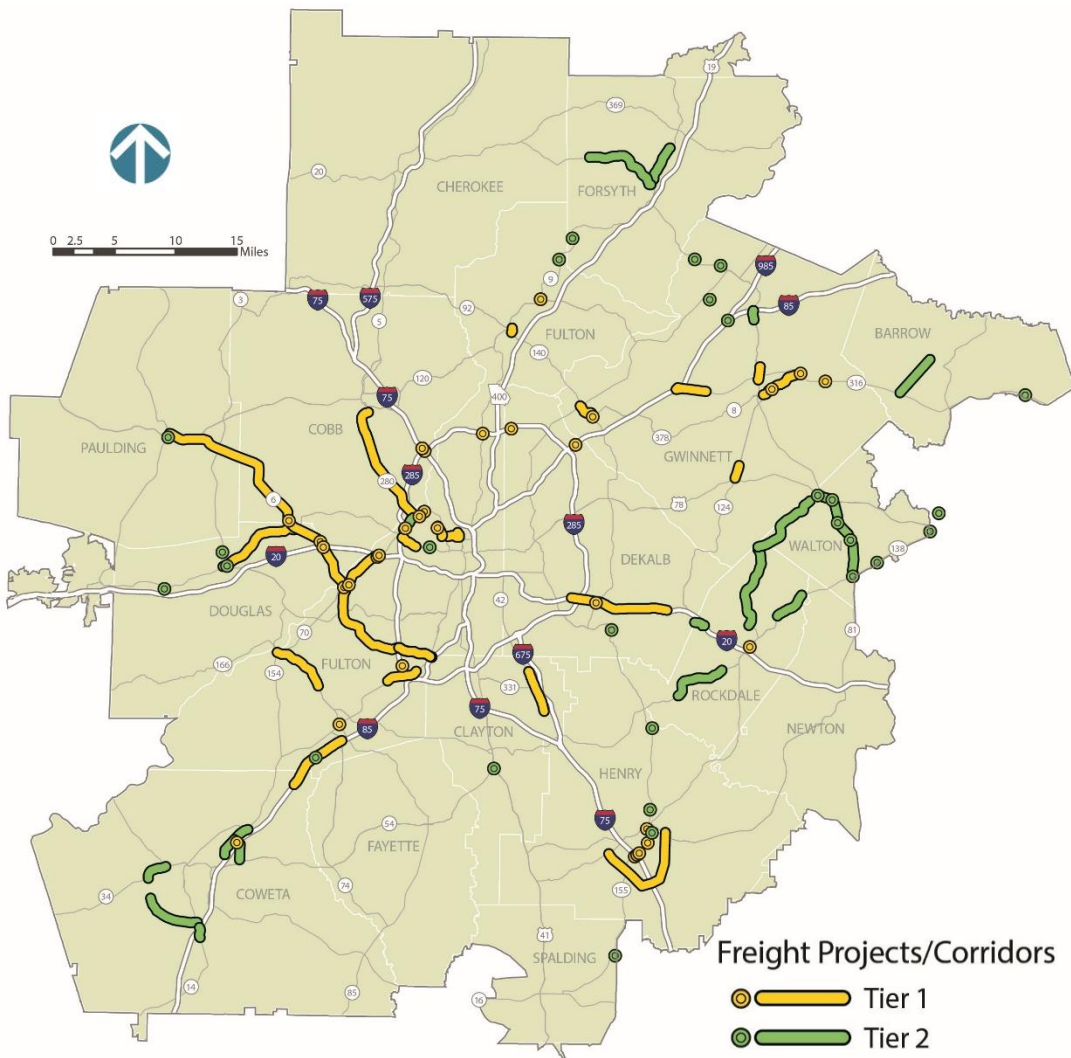 19
369
20
CHEROKEE
FORSYTH
0 2.5 5 10 15
Miles
9
985
3
75
575
85
92
5
FULTON
BARROW
140
120
316
75
400
8
COBB
378
PAULDING
GWINNETT
285
280
78
124
6
285
WALTON
20
DEKALB
138
DOUGLAS
42
70
20
81
166
FULTON
675
154
331
ROCKDALE
75
85
CLAYTON
NEWTON
HENRY
75
54
FAYETTE
34
COWETA
74
155
41
SPALDING
Freight Projects/Corridors
14
85
16
Tier 1
Tier 2